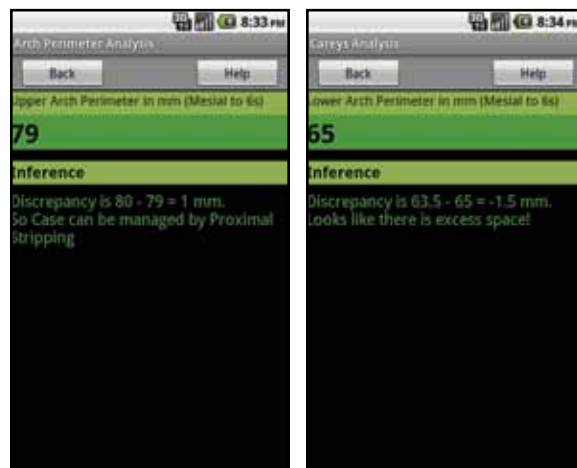 8:33 PM
Arch Perimeter Analysis
Back
Help
Upper Arch Perimeter in mm (Mesial to 6s)
79
Inference
Discrepancy is 80 - 79 = 1 mm.
So Case can be managed by Proximal
Stripping
8:34 PM
Careys Analysis
Back
Help
Lower Arch Perimeter in mm (Mesial to 6s)
65
Inference
Discrepancy is 63.5 - 65 = -1.5 mm.
Looks like there is excess space!